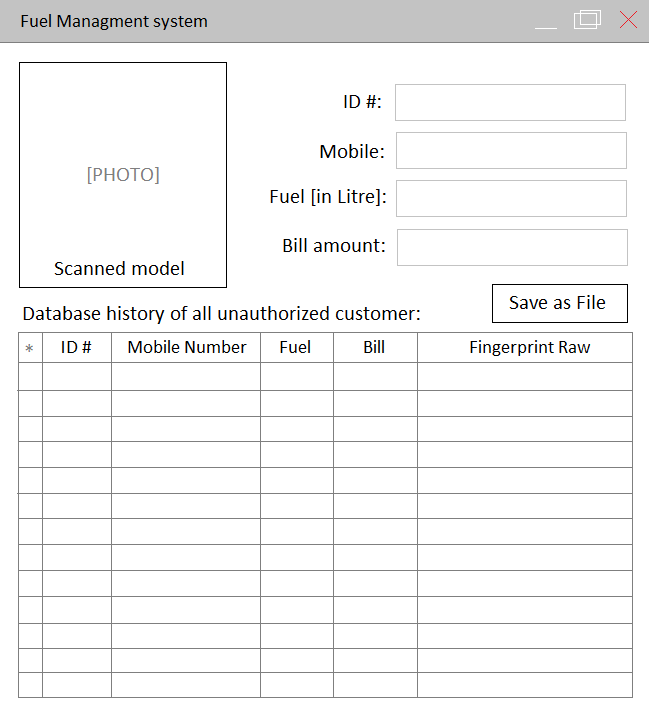 Fuel Managment system
[PHOTO]
Scanned model
ID #:
Mobile:
Fuel [in Litre]:
Bill amount:
Save as File
Database history of all unauthorized customer:
* ID # Mobile Number Fuel Bill Fingerprint Raw